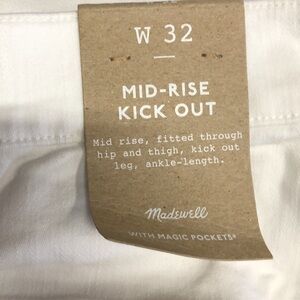 W 32
MID-RISE
KICK OUT
Mid rise, fitted through
hip and thigh, kick out
leg, ankle-length.
Madewell
WITH MAGIC POCKETS®